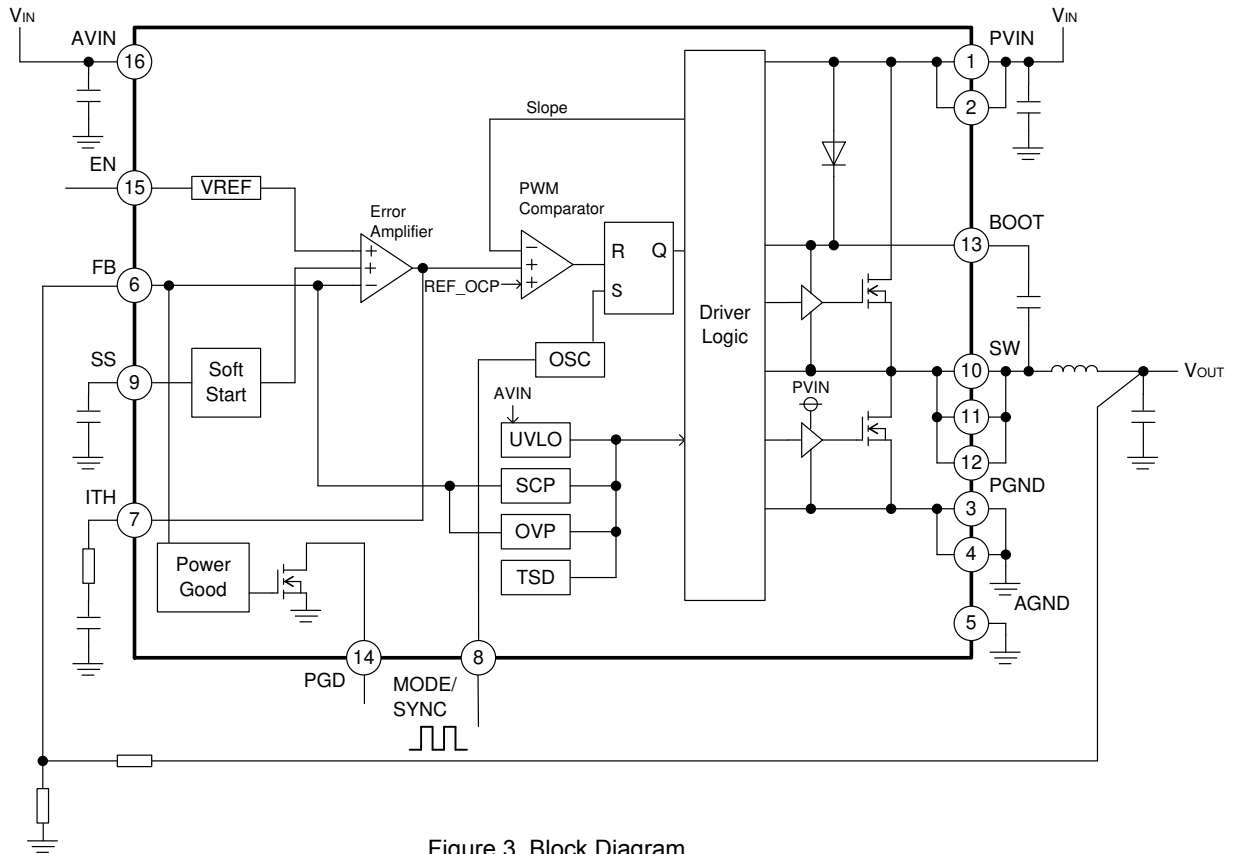 VIN
AVIN
16
VIN
PVIN
1
2
Slope
EN
15
VREF
Error
Amplifier
PWM
Comparator
BOOT
13
FB
6
+
+
−
−
+
+
REF_OCP
R
Q
S
Driver
Logic
SS
9
Soft
Start
OSC
SW
10
VOUT
11
12
AVIN
UVLO
PVIN
SCP
OVP
TSD
PGND
3
4
AGND
5
ITH
7
Power
Good
14
PGD
8
MODE/
SYNC
Figure 3. Block Diagram